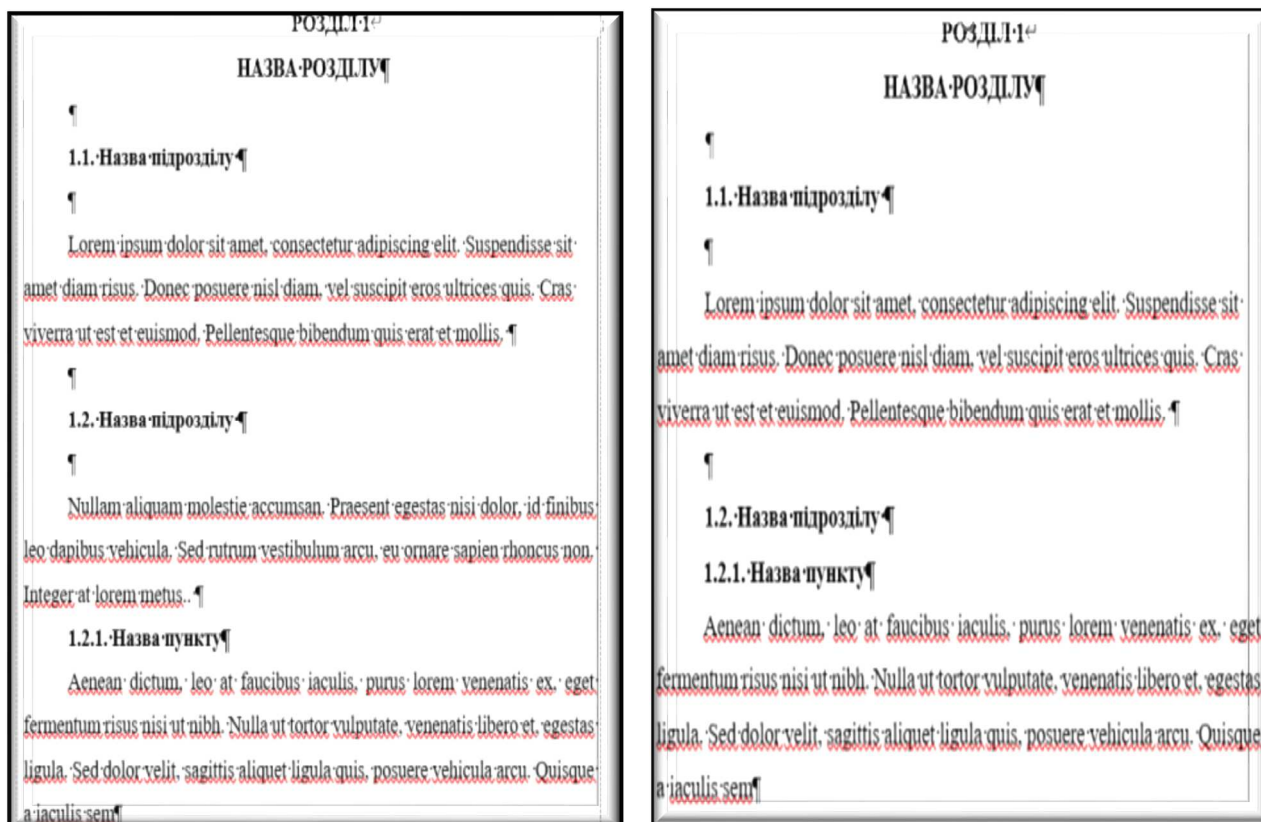 РОЗДІЛ·1↵
НАЗВА·РОЗДІЛУ¶
¶
1.1.·Назва·підрозділу·¶
¶
Lorem·ipsum·dolor·sit·amet,·consectetur·adipiscing·elit.·Suspendisse·sit·
amet·diam·risus.·Donec·posuere·nisl·diam,·vel·suscipit·eros·ultrices·quis.·Cras·
viverra·ut·est·et·euismod.·Pellentesque·bibendum·quis·erat·et·mollis.·¶
¶
1.2.·Назва·підрозділу·¶
¶
Nullam·aliquam·molestie·accumsan.·Praesent·egestas·nisi·dolor,·id·finibus·
leo·dapibus·vehicula.·Sed·rutrum·vestibulum·arcu,·eu·ornare·sapien·rhoncus·non.·
Integer·at·lorem·metus..·¶
1.2.1.·Назва·пункту¶
Aenean·dictum,·leo·at·faucibus·iaculis,·purus·lorem·venenatis·ex,·eget·
fermentum·risus·nisi·ut·nibh.·Nulla·ut·tortor·vulputate,·venenatis·libero·et,·egestas·
ligula.·Sed·dolor·velit,·sagittis·aliquet·ligula·quis,·posuere·vehicula·arcu.·Quisque·
a·iaculis·sem¶
РОЗДІЛ·1↵
НАЗВА·РОЗДІЛУ¶
¶
1.1.·Назва·підрозділу·¶
¶
Lorem·ipsum·dolor·sit·amet,·consectetur·adipiscing·elit.·Suspendisse·sit·
amet·diam·risus.·Donec·posuere·nisl·diam,·vel·suscipit·eros·ultrices·quis.·Cras·
viverra·ut·est·et·euismod.·Pellentesque·bibendum·quis·erat·et·mollis.·¶
¶
1.2.·Назва·підрозділу·¶
1.2.1.·Назва·пункту¶
Aenean·dictum,·leo·at·faucibus·iaculis,·purus·lorem·venenatis·ex,·eget
fermentum·risus·nisi·ut·nibh.·Nulla·ut·tortor·vulputate,·venenatis·libero·et,·egestas
ligula.·Sed·dolor·velit,·sagittis·aliquet·ligula·quis,·posuere·vehicula·arcu.·Quisque
a·iaculis·sem¶